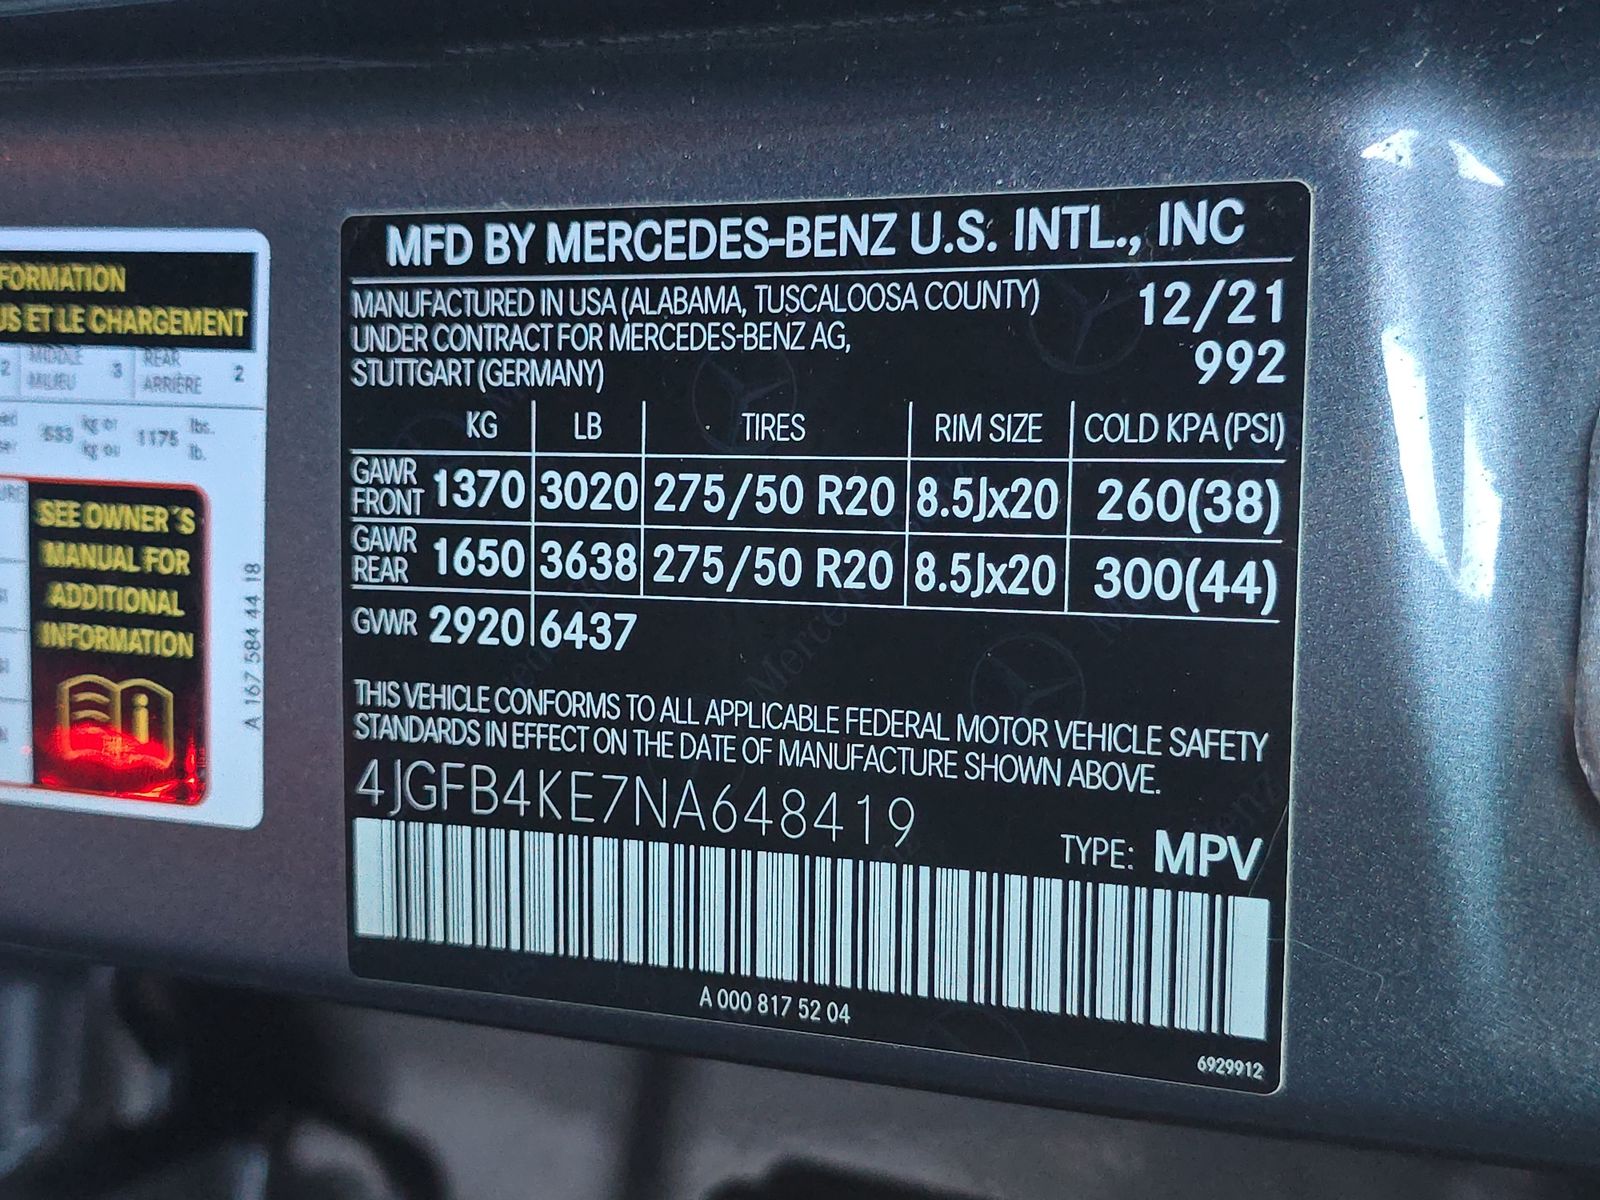 FORMATION
US ET LE CHARGEMENT
2 MIDDLE MILIEU 3 REAR ARRIÈRE 2
kg or kg ou 1175 lbs. lb.
SEE OWNER´S
MANUAL FOR
ADDITIONAL
INFORMATION
A 167 584 44 18
MFD BY MERCEDES-BENZ U.S. INTL., INC
MANUFACTURED IN USA (ALABAMA, TUSCALOOSA COUNTY) 12/21
UNDER CONTRACT FOR MERCEDES-BENZ AG, 992
STUTTGART (GERMANY)
KG LB TIRES RIM SIZE COLD KPA (PSI)
GAWR FRONT 1370 3020 275/50 R20 8.5Jx20 260(38)
GAWR REAR 1650 3638 275/50 R20 8.5Jx20 300(44)
GVWR 2920 6437
THIS VEHICLE CONFORMS TO ALL APPLICABLE FEDERAL MOTOR VEHICLE SAFETY
STANDARDS IN EFFECT ON THE DATE OF MANUFACTURE SHOWN ABOVE.
4JGFB4KE7NA648419
TYPE: MPV
A 000 817 52 04
6929912